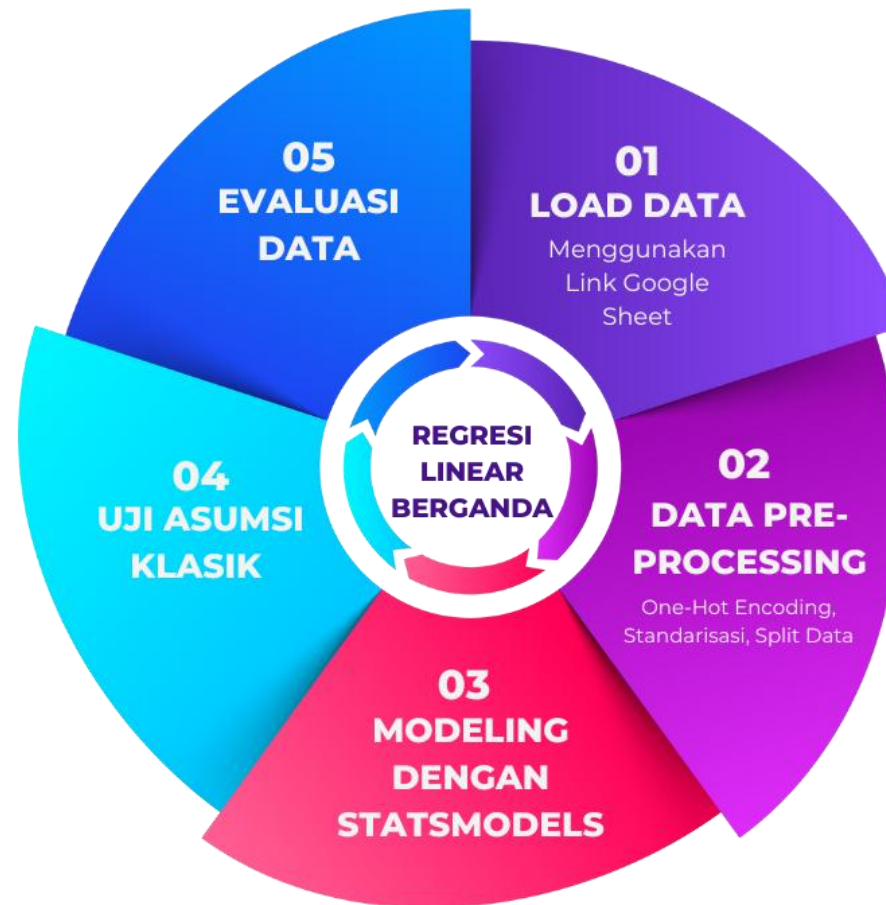 REGRESI
LINEAR
BERGANDA
01
LOAD DATA
Menggunakan
Link Google
Sheet
02
DATA PRE-
PROCESSING
One-Hot Encoding,
Standarisasi, Split Data
03
MODELING
DENGAN
STATSMODELS
04
UJI ASUMSI
KLASIK
05
EVALUASI
DATA